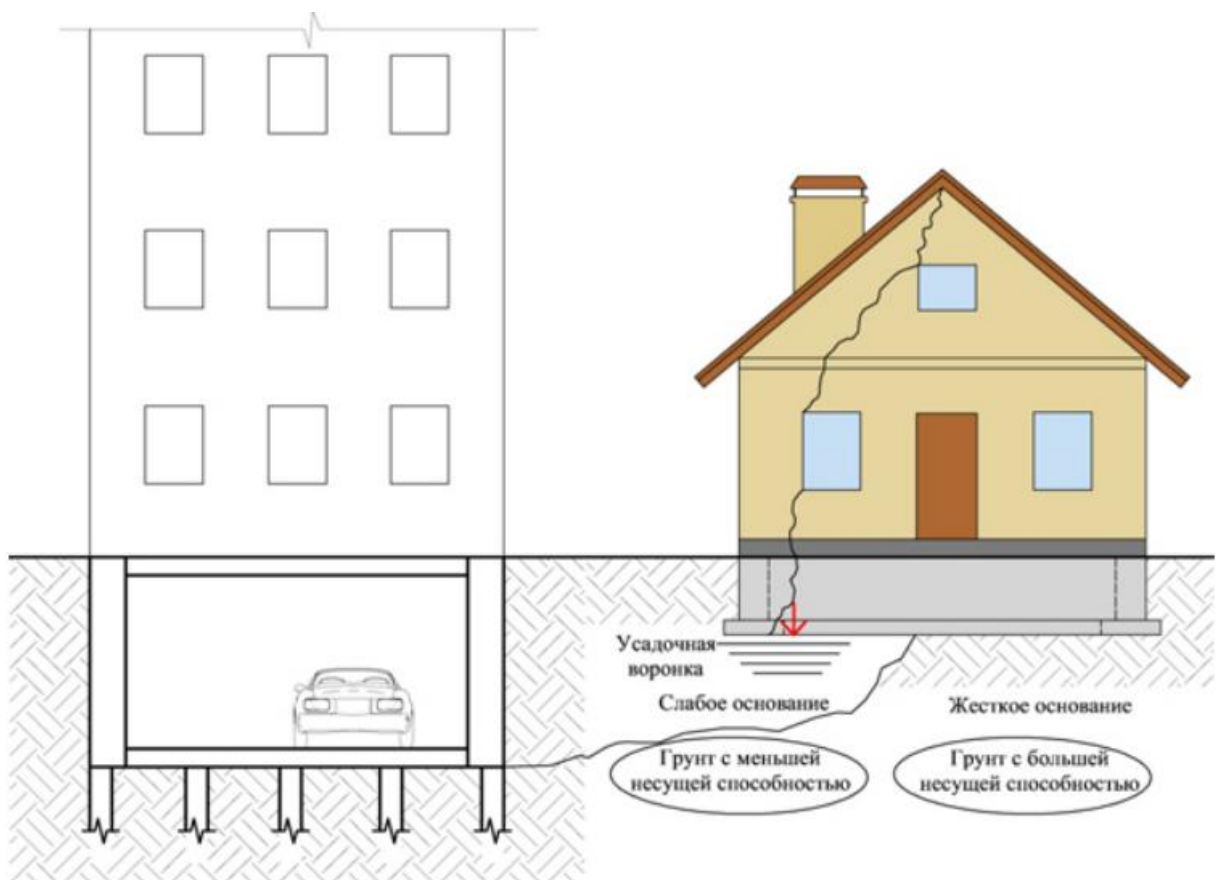 Усадочная
воронка
Слабое основание
Жесткое основание
Грунт с меньшей
несущей способностью
Грунт с большей
несущей способностью